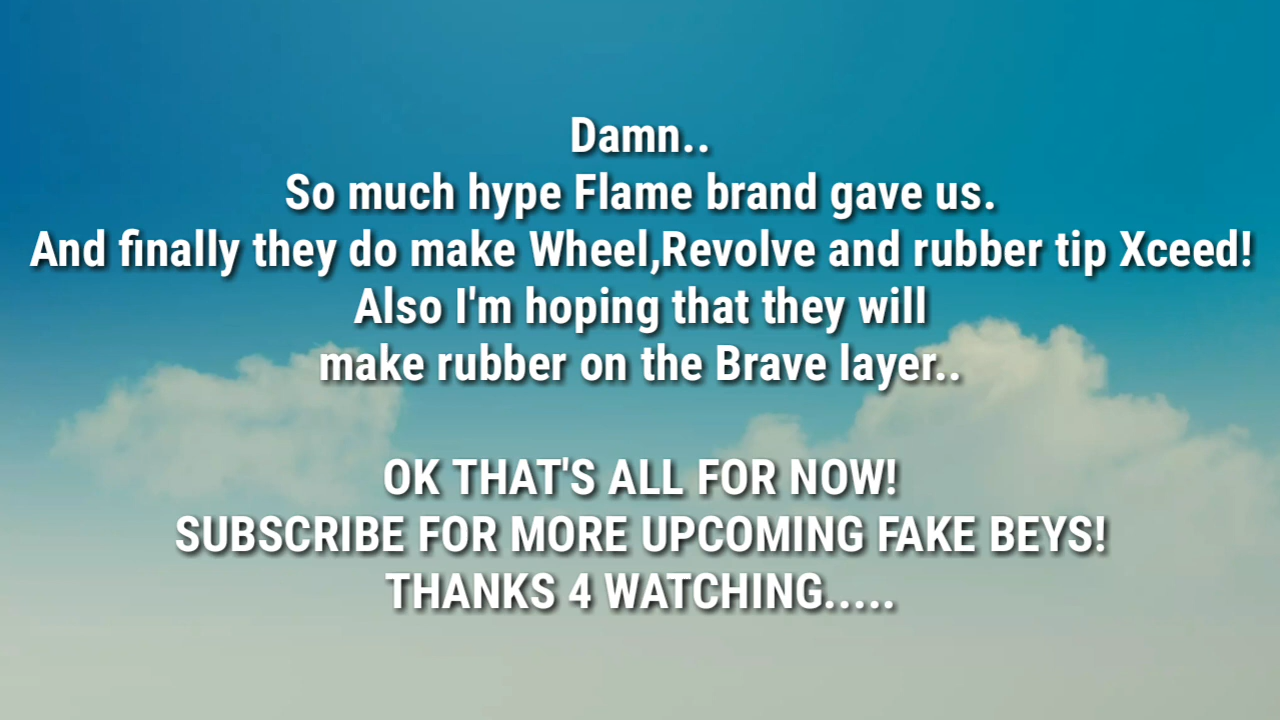 Damn..
So much hype Flame brand gave us.
And finally they do make Wheel,Revolve and rubber tip Xceed!
Also I'm hoping that they will
make rubber on the Brave layer..
OK THAT'S ALL FOR NOW!
SUBSCRIBE FOR MORE UPCOMING FAKE BEYS!
THANKS 4 WATCHING.....